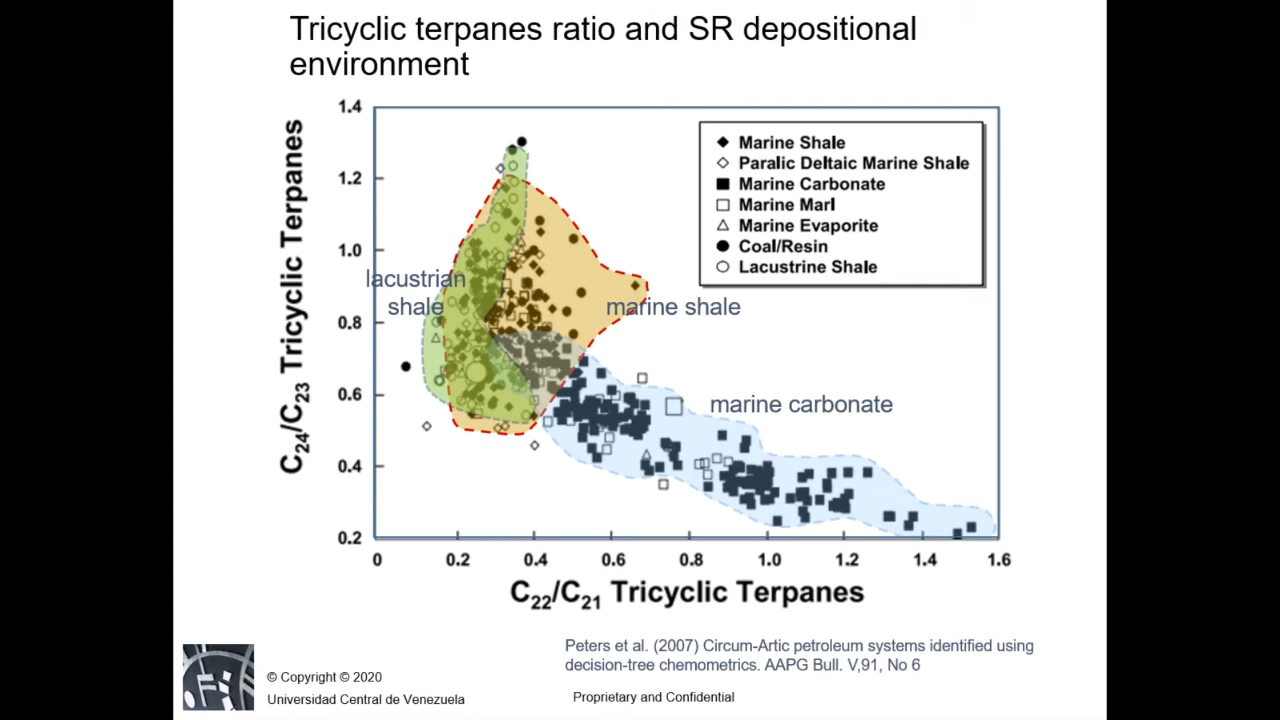 Tricyclic terpanes ratio and SR depositional
environment
1.4
1.2
1.0
0.8
0.6
0.4
0.2
C24/C23 Tricyclic Terpanes
Marine Shale
Paralic Deltaic Marine Shale
Marine Carbonate
Marine Marl
Marine Evaporite
Coal/Resin
Lacustrine Shale
lacustrian
shale
marine shale
marine carbonate
0 0.2 0.4 0.6 0.8 1.0 1.2 1.4 1.6
C22/C21 Tricyclic Terpanes
Peters et al. (2007) Circum-Artic petroleum systems identified using
decision-tree chemometrics. AAPG Bull. V,91, No 6
© Copyright © 2020
Universidad Central de Venezuela
Proprietary and Confidential